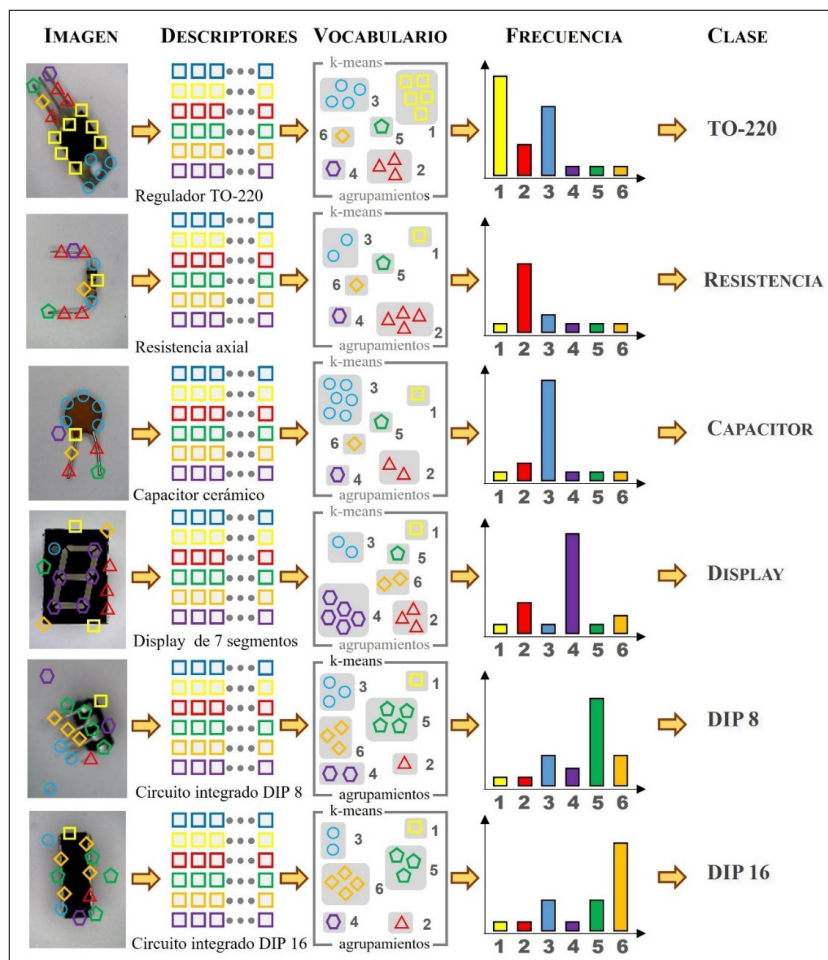 IMAGEN DESCRIPTORES VOCABULARIO FRECUENCIA CLASE
k-means
3
1
6
5
4
2
agrupamientos
Regulador TO-220
1 2 3 4 5 6
TO-220
k-means
3
1
5
6
4
2
agrupamientos
Resistencia axial
1 2 3 4 5 6
RESISTENCIA
k-means
3
1
5
6
4
2
agrupamientos
Capacitor cerámico
1 2 3 4 5 6
CAPACITOR
k-means
1
3
5
6
4
2
agrupamientos
Display de 7 segmentos
1 2 3 4 5 6
DISPLAY
k-means
3
1
5
6
4
2
agrupamientos
Circuito integrado DIP 8
1 2 3 4 5 6
DIP 8
k-means
1
3
5
6
4
2
agrupamientos
Circuito integrado DIP 16
1 2 3 4 5 6
DIP 16